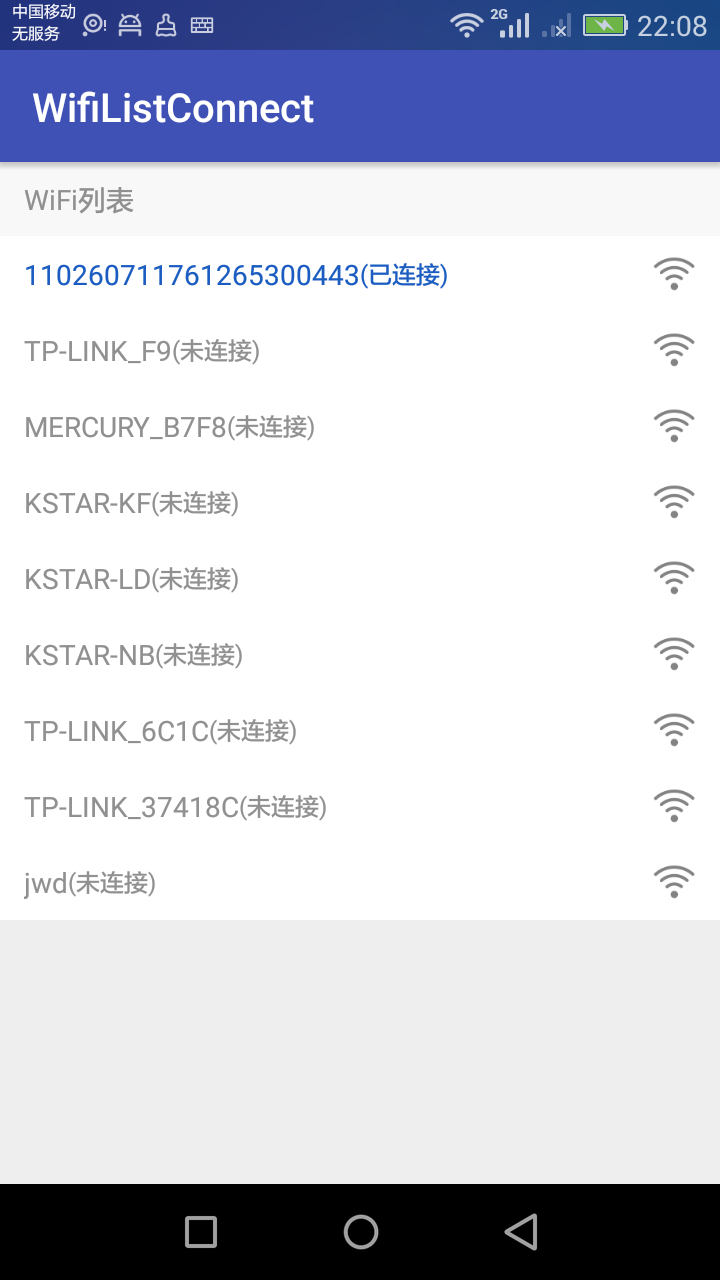 中国移动
无服务
2G
22:08
WifiListConnect
WiFi列表
110260711761265300443(已连接)
TP-LINK_F9(未连接)
MERCURY_B7F8(未连接)
KSTAR-KF(未连接)
KSTAR-LD(未连接)
KSTAR-NB(未连接)
TP-LINK_6C1C(未连接)
TP-LINK_37418C(未连接)
jwd(未连接)